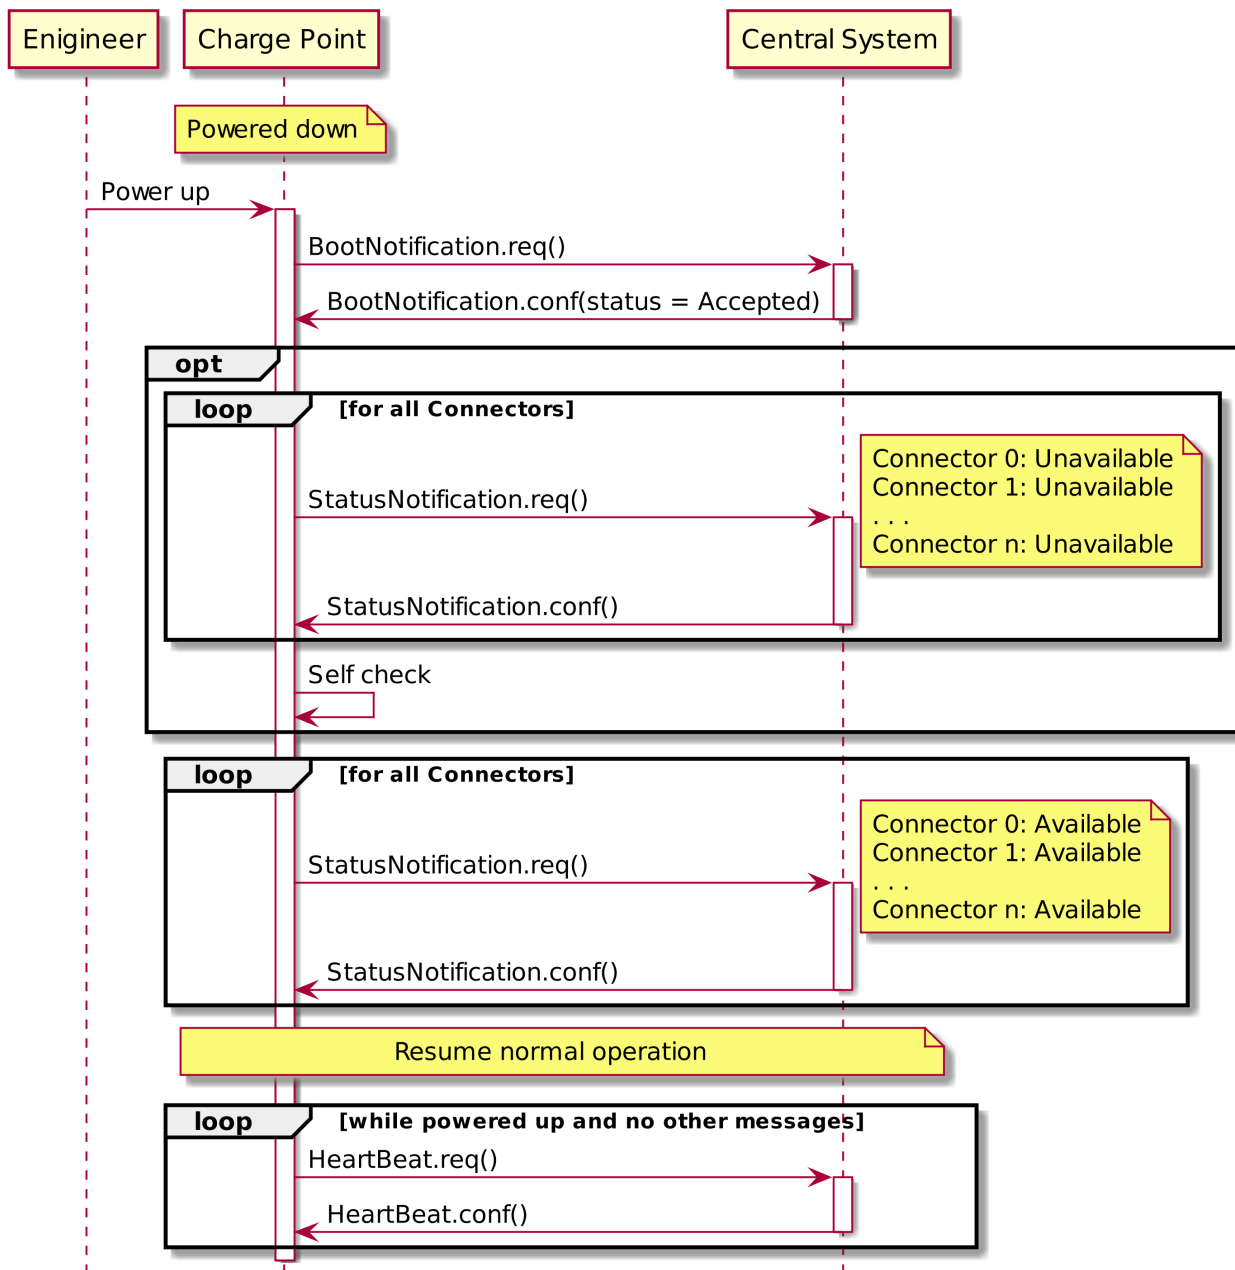 Enigineer
Charge Point
Central System
Powered down
Power up
BootNotification.req()
BootNotification.conf(status = Accepted)
opt
loop [for all Connectors]
Connector 0: Unavailable
Connector 1: Unavailable
. . .
Connector n: Unavailable
StatusNotification.req()
StatusNotification.conf()
Self check
loop [for all Connectors]
Connector 0: Available
Connector 1: Available
. . .
Connector n: Available
StatusNotification.req()
StatusNotification.conf()
Resume normal operation
loop [while powered up and no other messages]
HeartBeat.req()
HeartBeat.conf()